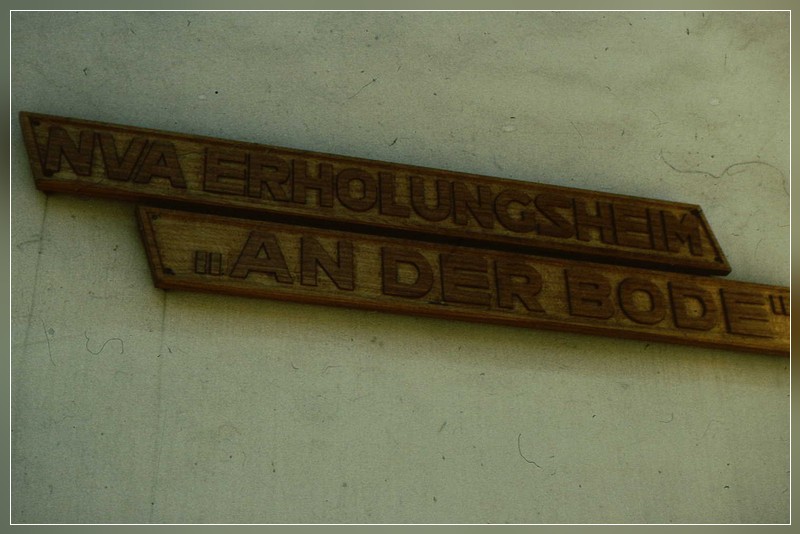 NVA ERHOLUNGSHEIM
„AN DER BODE"